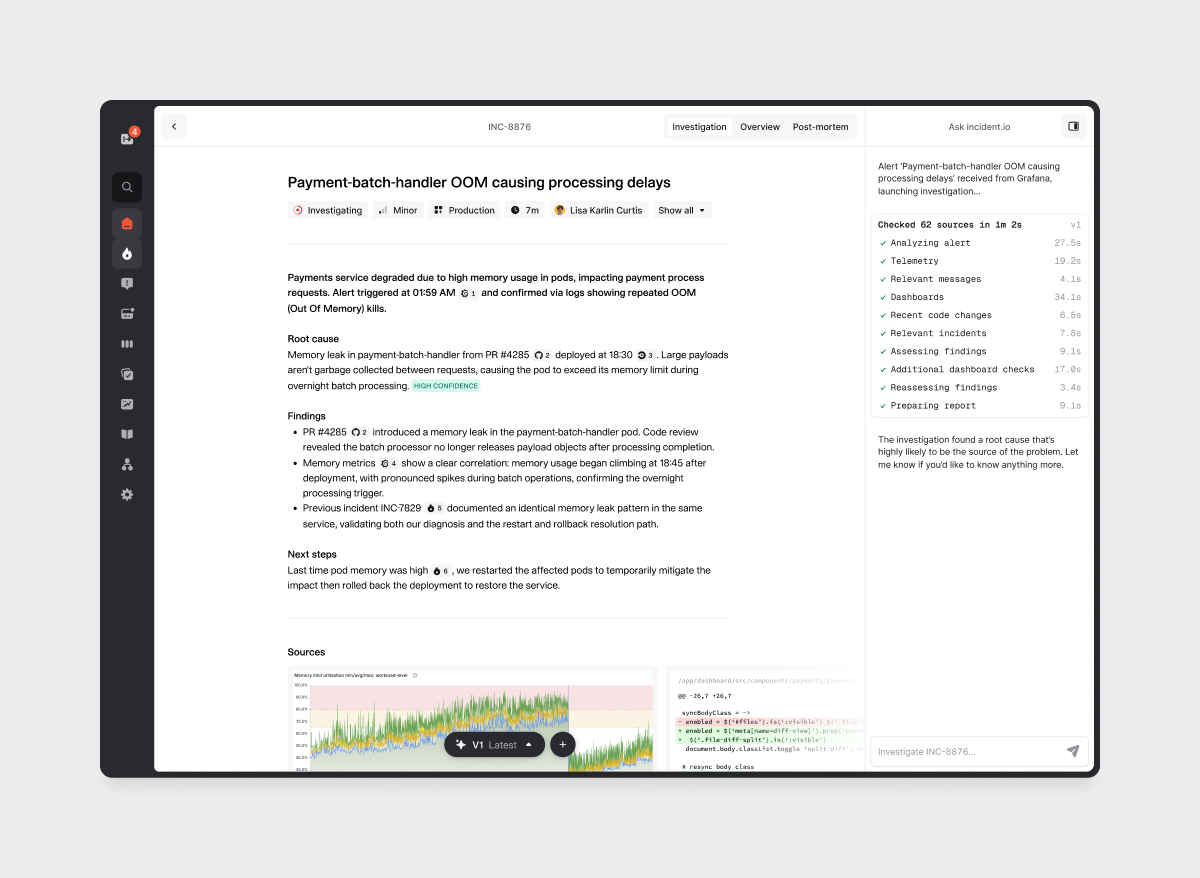 4
INC-8876
Investigation
Overview
Post-mortem
Ask incident.io
Payment-batch-handler OOM causing processing delays
Investigating
Minor
Production
7m
Lisa Karlin Curtis
Show all
Payments service degraded due to high memory usage in pods, impacting payment process
requests. Alert triggered at 01:59 AM 1 and confirmed via logs showing repeated OOM
(Out Of Memory) kills.
Root cause
Memory leak in payment-batch-handler from PR #4285 2 deployed at 18:30 3 . Large payloads
aren't garbage collected between requests, causing the pod to exceed its memory limit during
overnight batch processing. HIGH CONFIDENCE
Findings
• PR #4285 2 introduced a memory leak in the payment-batch-handler pod. Code review
revealed the batch processor no longer releases payload objects after processing completion.
• Memory metrics 4 show a clear correlation: memory usage began climbing at 18:45 after
deployment, with pronounced spikes during batch operations, confirming the overnight
processing trigger.
• Previous incident INC-7829 5 documented an identical memory leak pattern in the same
service, validating both our diagnosis and the restart and rollback resolution path.
Next steps
Last time pod memory was high 6 , we restarted the affected pods to temporarily mitigate the
impact then rolled back the deployment to restore the service.
Sources
Memory limit utilisation min/avg/max: workload-level
100.0%
90.0%
80.0%
70.0%
60.0%
50.0%
40.0%
30.0%
V1 Latest
+
/app/dashboard/src/components/payments/payment
@@ -26,7 +26,7
syncBodyClass = ->
- enabled = $('#files').is(':visible') $('.file-
+ enabled = $('meta[name=diff-view]').prop('cont
+ $('.file-diff-split').is(':visible')
document.body.classList.toggle 'split-diff', e
# resync body class
Alert 'Payment-batch-handler OOM causing
processing delays' received from Grafana,
launching investigation...
Checked 62 sources in 1m 2s v1
Analyzing alert 27.5s
Telemetry 19.2s
Relevant messages 4.1s
Dashboards 34.1s
Recent code changes 6.5s
Relevant incidents 7.8s
Assessing findings 9.1s
Additional dashboard checks 17.0s
Reassessing findings 3.4s
Preparing report 9.1s
The investigation found a root cause that's
highly likely to be the source of the problem. Let
me know if you'd like to know anything more.
Investigate INC-8876...